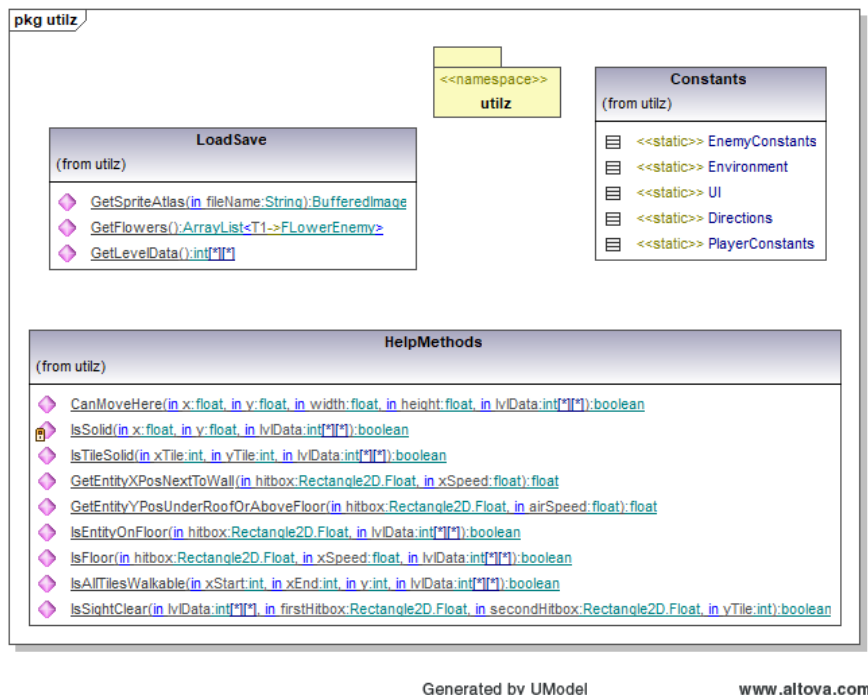 pkg utilz
<<namespace>>
utilz
Constants
(from utilz)
<<static>> EnemyConstants
<<static>> Environment
<<static>> UI
<<static>> Directions
<<static>> PlayerConstants
LoadSave
(from utilz)
GetSpriteAtlas(in fileName:String):BufferedImage
GetFlowers():ArrayList<T1->FLowerEnemy>
GetLevelData():int[*][*]
HelpMethods
(from utilz)
CanMoveHere(in x:float, in y:float, in width:float, in height:float, in lvlData:int[*][*]):boolean
IsSolid(in x:float, in y:float, in lvlData:int[*][*]):boolean
IsTileSolid(in xTile:int, in yTile:int, in lvlData:int[*][*]):boolean
GetEntityXPosNextToWall(in hitbox:Rectangle2D.Float, in xSpeed:float):float
GetEntityYPosUnderRoofOrAboveFloor(in hitbox:Rectangle2D.Float, in airSpeed:float):float
IsEntityOnFloor(in hitbox:Rectangle2D.Float, in lvlData:int[*][*]):boolean
IsFloor(in hitbox:Rectangle2D.Float, in xSpeed:float, in lvlData:int[*][*]):boolean
IsAllTilesWalkable(in xStart:int, in xEnd:int, in y:int, in lvlData:int[*][*]):boolean
IsSightClear(in lvlData:int[*][*], in firstHitbox:Rectangle2D.Float, in secondHitbox:Rectangle2D.Float, in yTile:int):boolean
Generated by UModel
www.altova.com